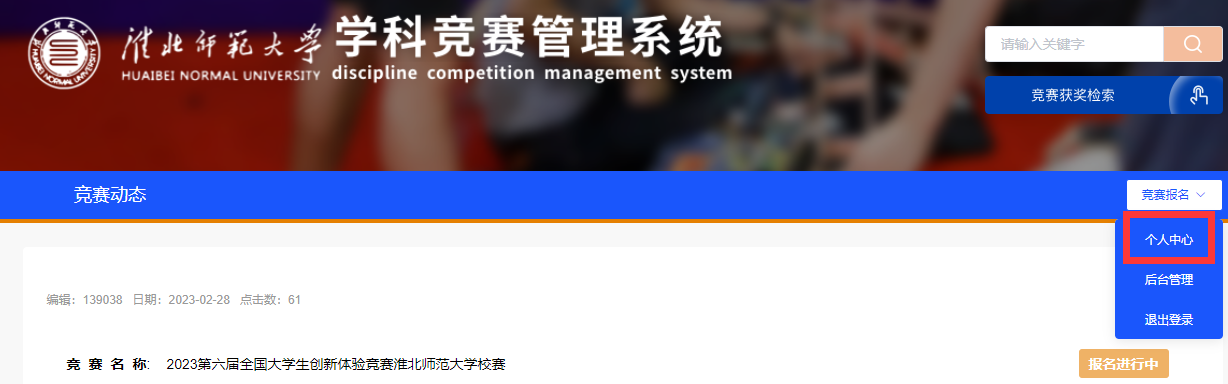 淮北师范大学 学科竞赛管理系统
HUAIBEI NORMAL UNIVERSITY discipline competition management system
HUAIBEI NORMAL UNIVERSITY
请输入关键字
竞赛获奖检索
竞赛动态
竞赛报名
个人中心
后台管理
退出登录
编辑：139038 日期：2023-02-28 点击数：61
竞 赛 名 称: 2023第六届全国大学生创新体验竞赛淮北师范大学校赛
报名进行中